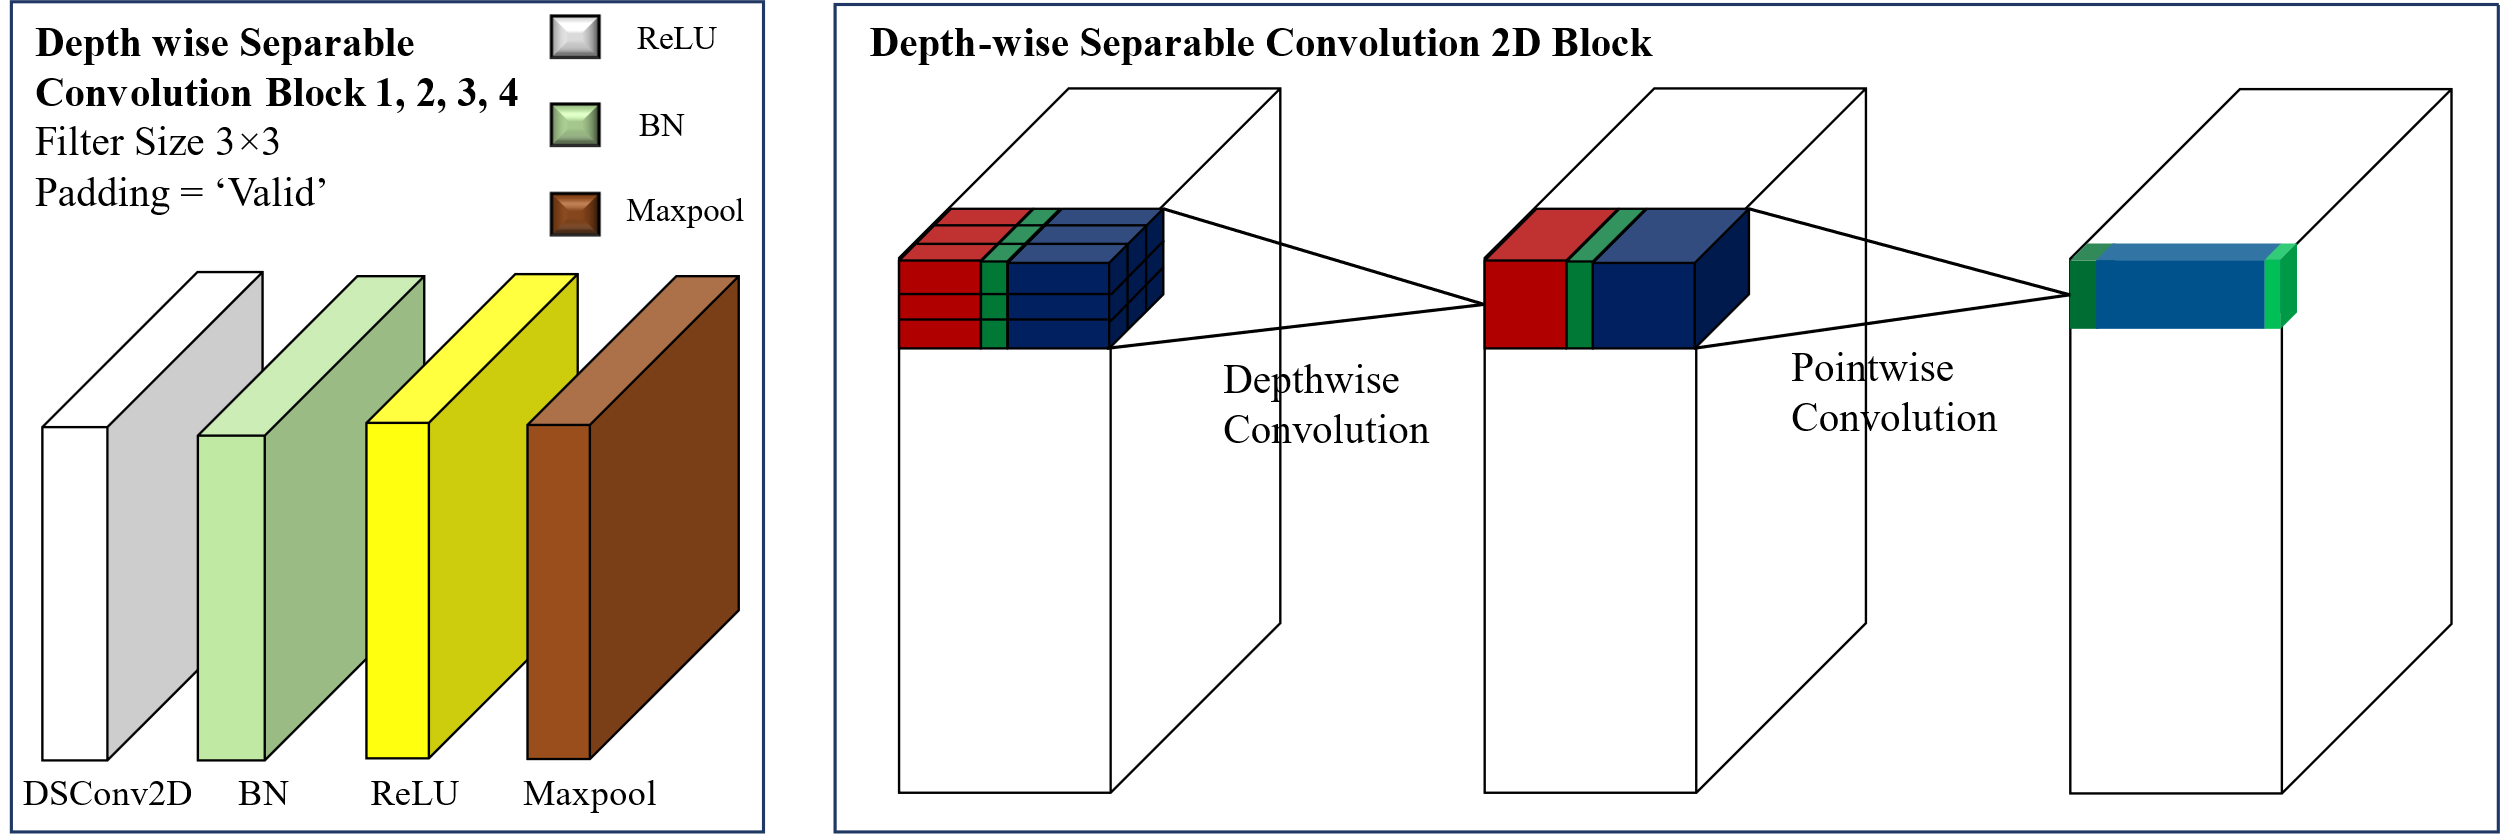 Depth wise Separable
Convolution Block 1, 2, 3, 4
Filter Size 3×3
Padding = ‘Valid’
ReLU
BN
Maxpool
DSConv2D
BN
ReLU
Maxpool
Depth-wise Separable Convolution 2D Block
Depthwise
Convolution
Pointwise
Convolution